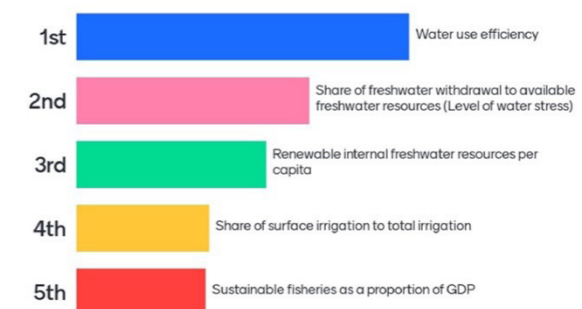 1st
Water use efficiency
2nd
Share of freshwater withdrawal to available
freshwater resources (Level of water stress)
3rd
Renewable internal freshwater resources per
capita
4th
Share of surface irrigation to total irrigation
5th
Sustainable fisheries as a proportion of GDP